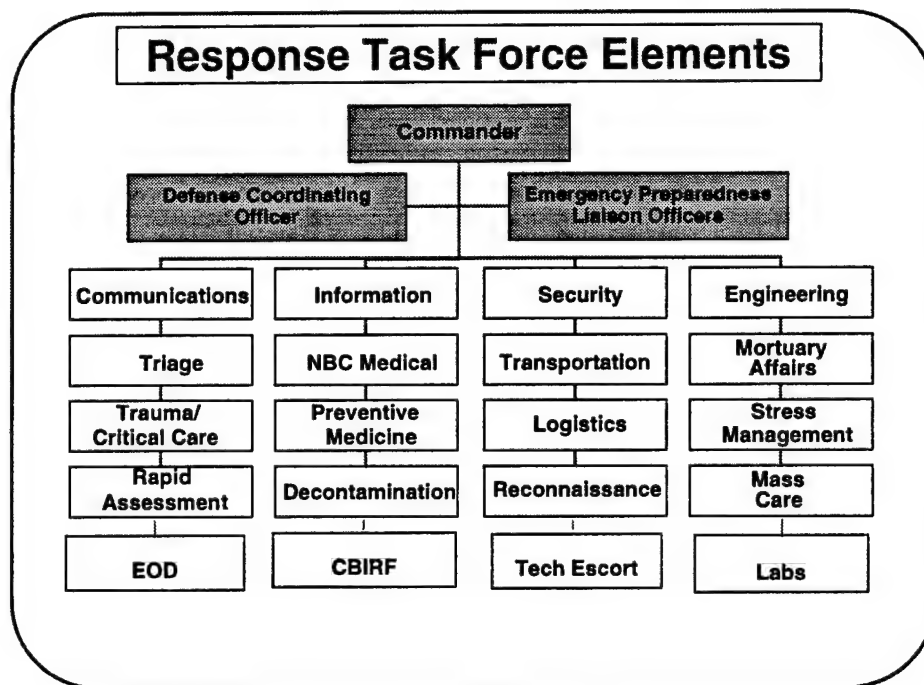 Response Task Force Elements
Commander
Defense Coordinating
Officer
Emergency Preparedness
Liaison Officers
Communications
Information
Security
Engineering
Triage
NBC Medical
Transportation
Mortuary
Affairs
Trauma/
Critical Care
Preventive
Medicine
Logistics
Stress
Management
Rapid
Assessment
Decontamination
Reconnaissance
Mass
Care
EOD
CBIRF
Tech Escort
Labs